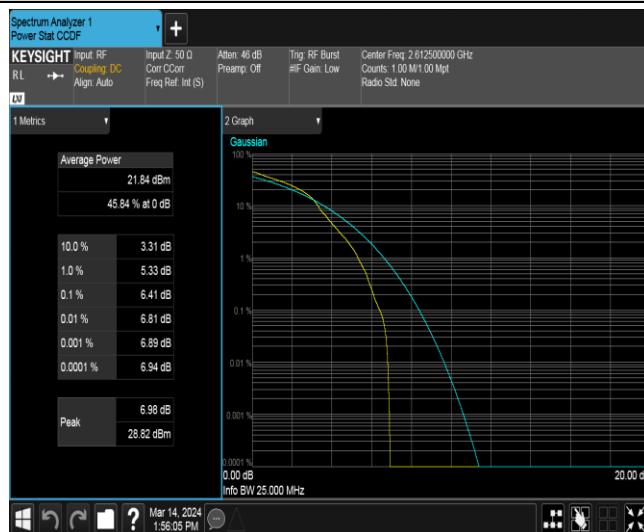 Spectrum Analyzer 1
Power Stat CCDF
+
KEYSIGHT
RL
LXI
Input: RF
Coupling: DC
Align: Auto
Input Z: 50 Ω
Corr CCorr
Freq Ref: Int (S)
Atten: 46 dB
Preamp: Off
Trig: RF Burst
#IF Gain: Low
Center Freq: 2.612500000 GHz
Counts: 1.00 M/1.00 Mpt
Radio Std: None
1 Metrics
Average Power
21.84 dBm
45.84 % at 0 dB
10.0 % 3.31 dB
1.0 % 5.33 dB
0.1 % 6.41 dB
0.01 % 6.81 dB
0.001 % 6.89 dB
0.0001 % 6.94 dB
Peak
6.98 dB
28.82 dBm
2 Graph
Gaussian
100 %
10 %
1 %
0.1 %
0.01 %
0.001 %
0.0001 %
0.00 dB
20.00 d
Info BW 25.000 MHz
?
Mar 14, 2024
1:56:05 PM